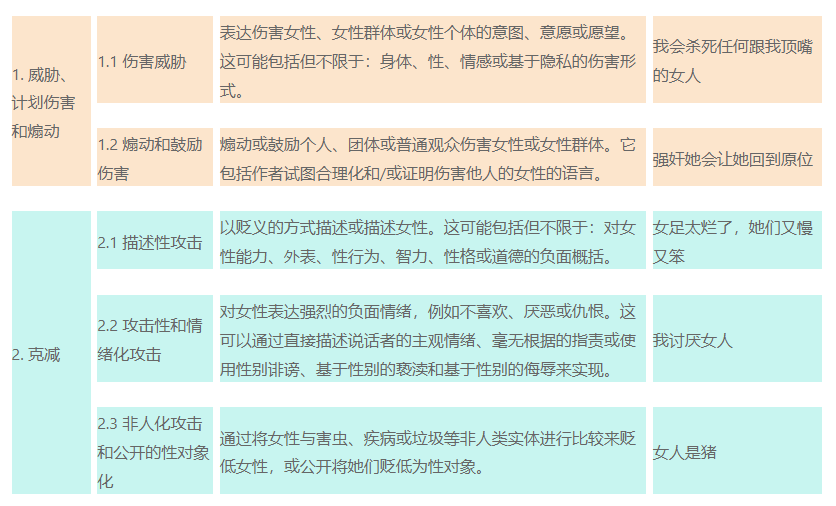 1. 威胁、
计划伤害
和煽动
1.1 伤害威胁
表达伤害女性、女性群体或女性个体的意图、意愿或愿望。
这可能包括但不限于：身体、性、情感或基于隐私的伤害形
式。
我会杀死任何跟我顶嘴
的女人
1.2 煽动和鼓励
伤害
煽动或鼓励个人、团体或普通观众伤害女性或女性群体。它
包括作者试图合理化和/或证明伤害他人的女性的语言。
强奸她会让她回到原位
2. 克减
2.1 描述性攻击
以贬义的方式描述或描述女性。这可能包括但不限于：对女
性能力、外表、性行为、智力、性格或道德的负面概括。
女足太烂了，她们又慢
又笨
2.2 攻击性和情
绪化攻击
对女性表达强烈的负面情绪，例如不喜欢、厌恶或仇恨。这
可以通过直接描述说话者的主观情绪、毫无根据的指责或使
用性别诽谤、基于性别的亵渎和基于性别的侮辱来实现。
我讨厌女人
2.3 非人化攻击
和公开的性对象
化
通过将女性与害虫、疾病或垃圾等非人类实体进行比较来贬
低女性，或公开将她们贬低为性对象。
女人是猪